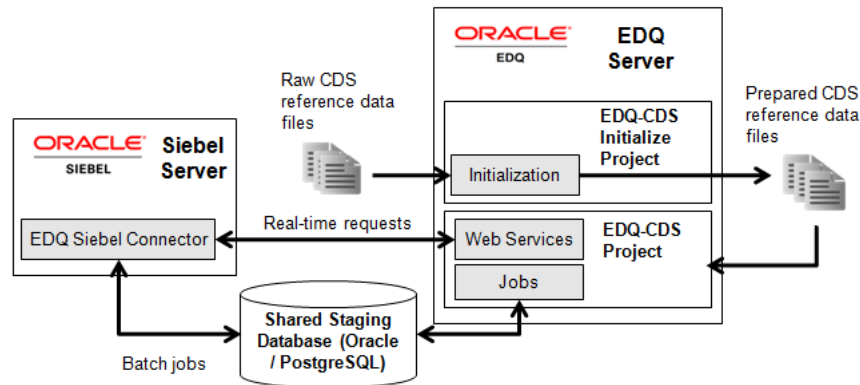 ORACLE
EDQ
EDQ
Server
Raw CDS
reference data
files
EDQ-CDS
Initialize
Project
Initialization
Prepared CDS
reference data
files
ORACLE
SIEBEL
Siebel
Server
EDQ Siebel Connector
Real-time requests
Web Services
Jobs
EDQ-CDS
Project
Shared Staging
Database (Oracle
/ PostgreSQL)
Batch jobs